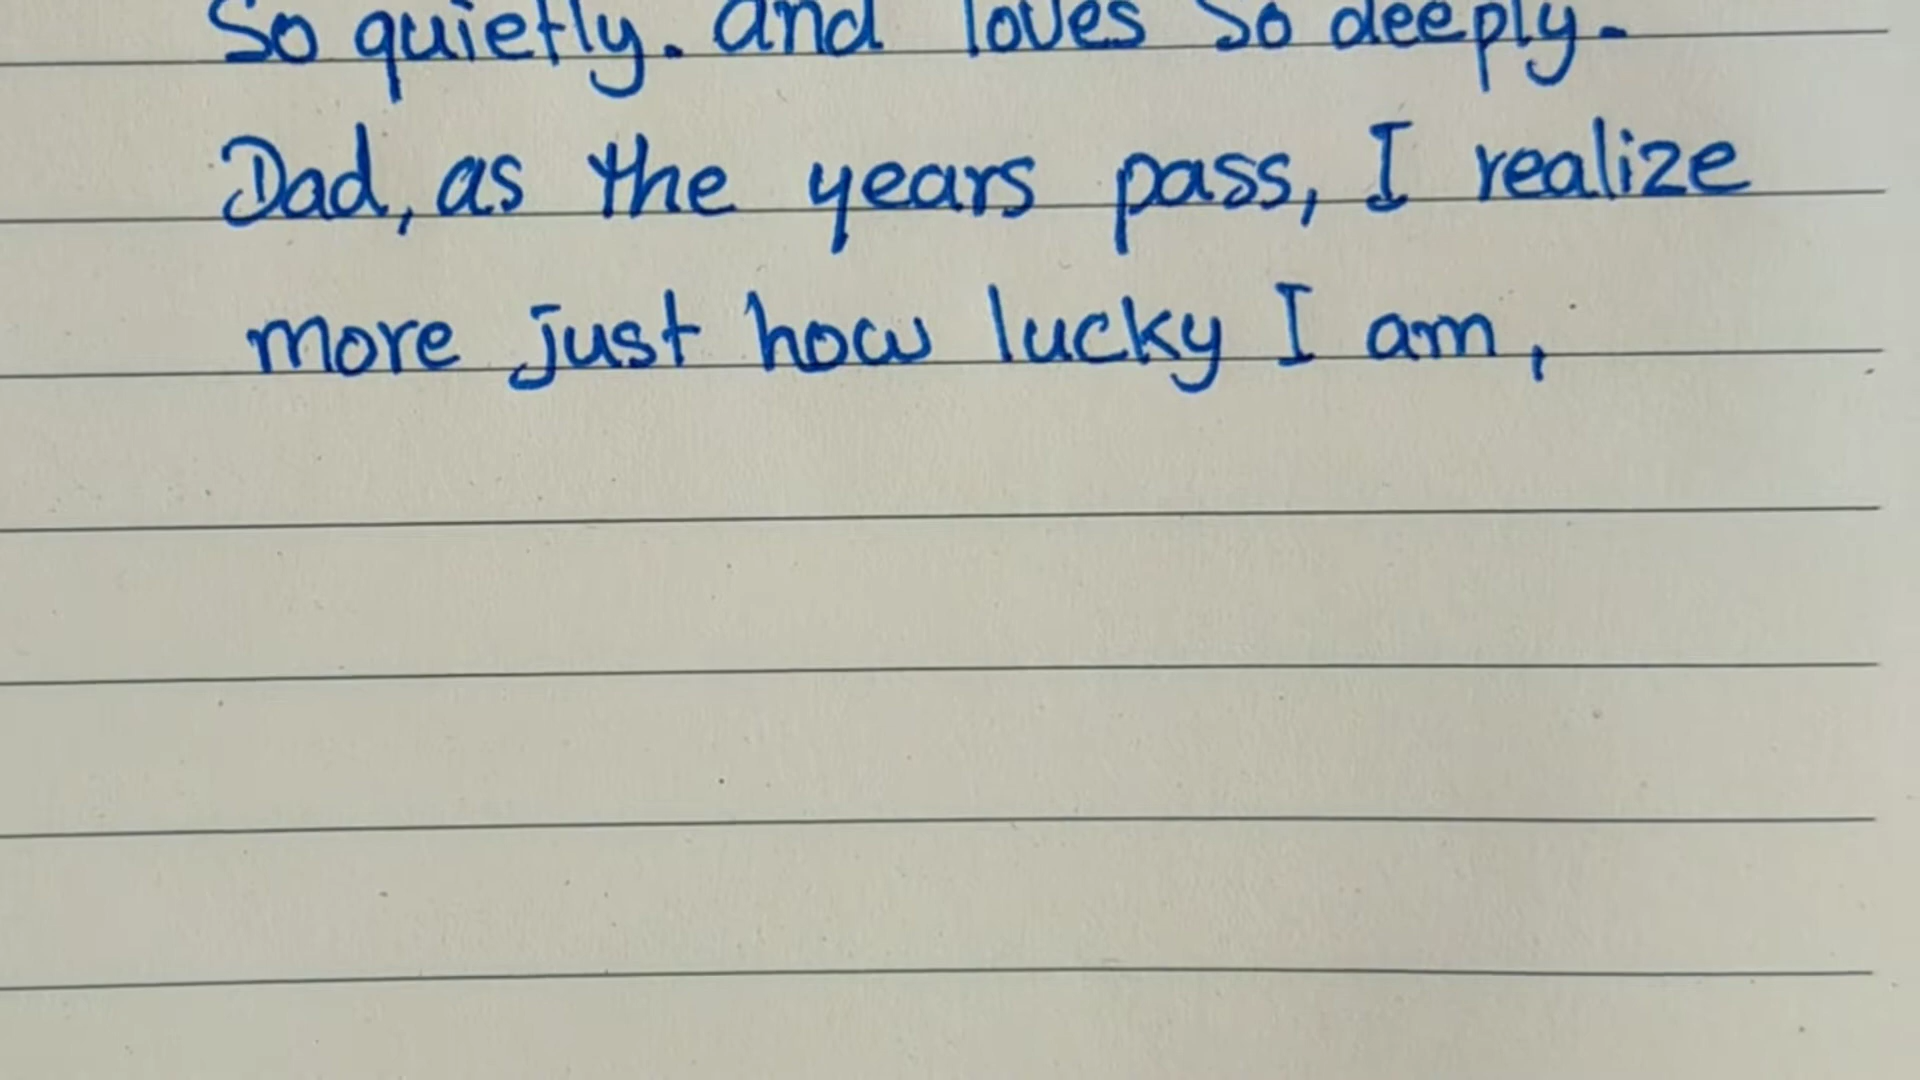 So quietly. and loves so deeply.
Dad, as the years pass, I realize
more just how lucky I am,